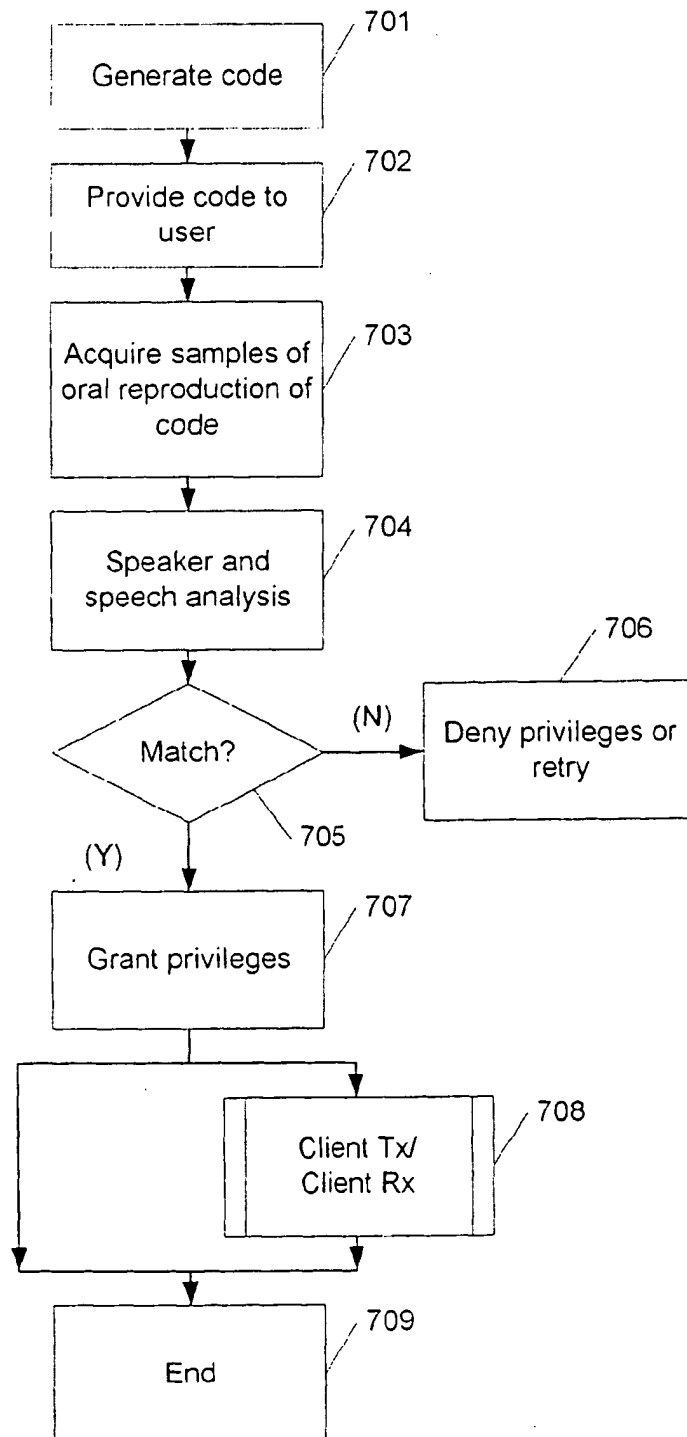 701
Generate code
702
Provide code to
user
703
Acquire samples of
oral reproduction of
code
704
Speaker and
speech analysis
706
(N)
Match?
Deny privileges or
retry
705
(Y)
707
Grant privileges
708
Client Tx/
Client Rx
709
End